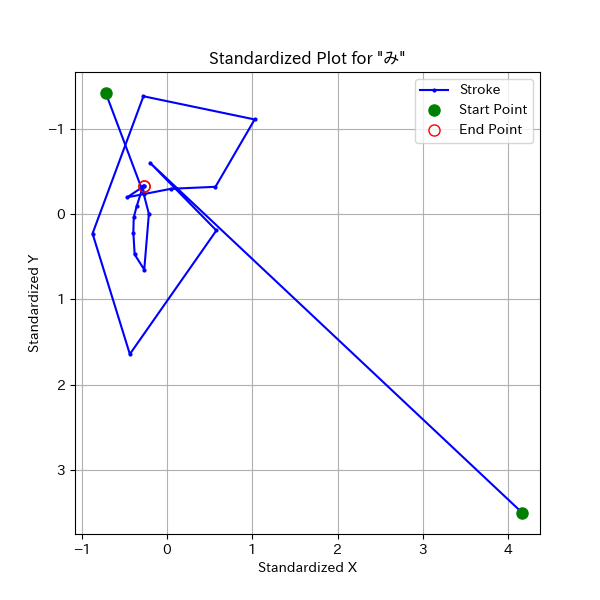 Standardized Plot for "み"
Stroke
Start Point
End Point
Standardized Y
−1
0
1
2
3
−1 0 1 2 3 4
Standardized X